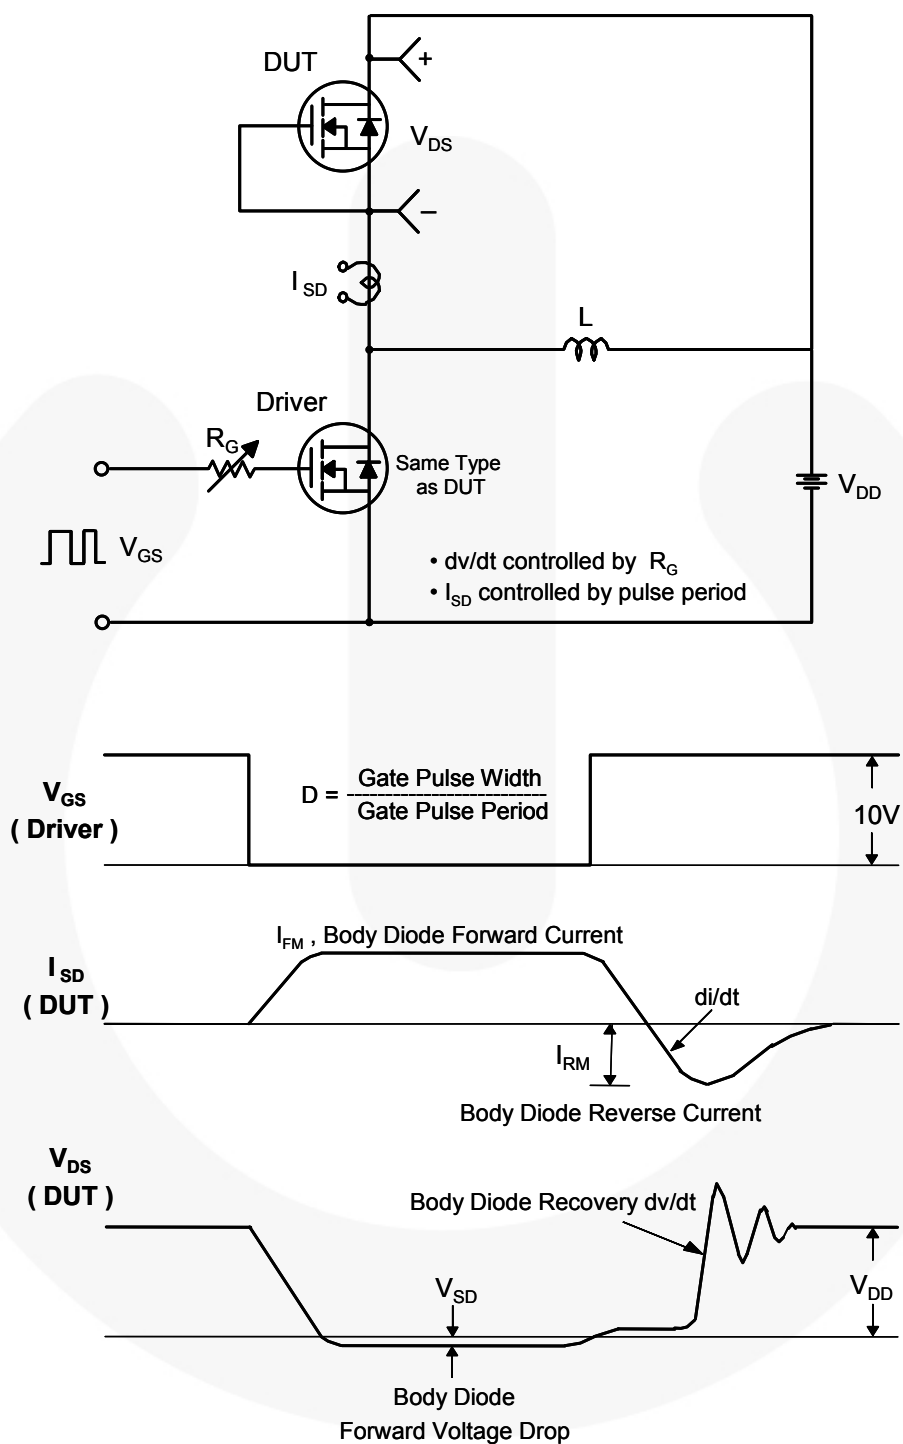 DUT
+
V_DS
–
I_SD
L
Driver
R_G
Same Type
as DUT
V_DD
V_GS
• dv/dt controlled by R_G
• I_SD controlled by pulse period
V_GS
( Driver )
D = Gate Pulse Width
--------------------------
Gate Pulse Period
10V
I_FM , Body Diode Forward Current
I_SD
( DUT )
di/dt
I_RM
Body Diode Reverse Current
V_DS
( DUT )
Body Diode Recovery dv/dt
V_SD
V_DD
Body Diode
Forward Voltage Drop